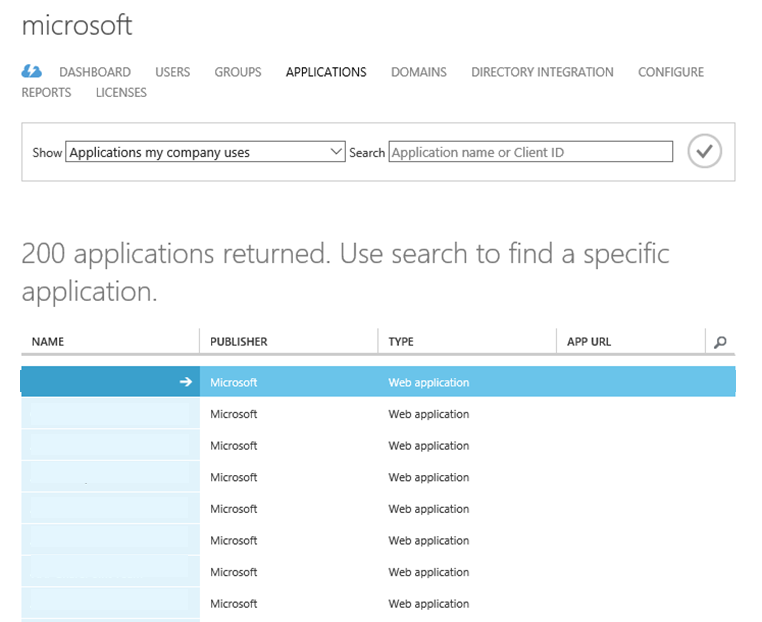 microsoft
DASHBOARD USERS GROUPS APPLICATIONS DOMAINS DIRECTORY INTEGRATION CONFIGURE
REPORTS LICENSES
Show Applications my company uses Search Application name or Client ID
200 applications returned. Use search to find a specific
application.
NAME PUBLISHER TYPE APP URL
Microsoft Web application
Microsoft Web application
Microsoft Web application
Microsoft Web application
Microsoft Web application
Microsoft Web application
Microsoft Web application
Microsoft Web application